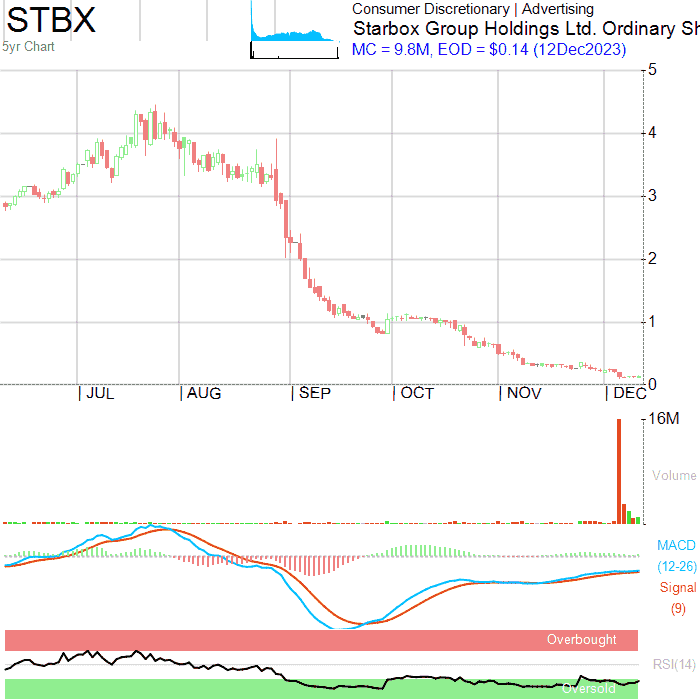 STBX
5yr Chart
Consumer Discretionary | Advertising
Starbox Group Holdings Ltd. Ordinary Sh
MC = 9.8M, EOD = $0.14 (12Dec2023)
5
4
3
2
1
0
JUL AUG SEP OCT NOV DEC
16M
Volume
MACD
(12-26)
Signal
(9)
Overbought
RSI(14)
Oversold